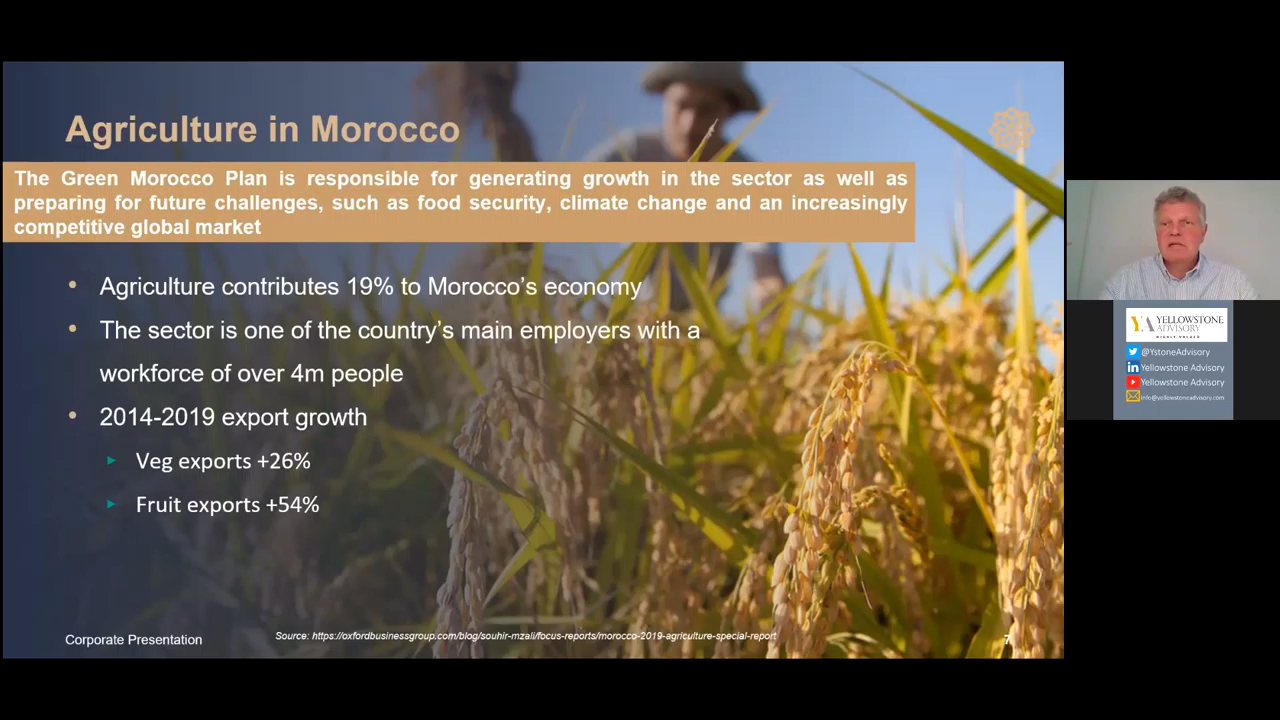 Agriculture in Morocco
The Green Morocco Plan is responsible for generating growth in the sector as well as
preparing for future challenges, such as food security, climate change and an increasingly
competitive global market
• Agriculture contributes 19% to Morocco’s economy
• The sector is one of the country’s main employers with a
workforce of over 4m people
• 2014-2019 export growth
Veg exports +26%
Fruit exports +54%
Corporate Presentation
Source: https://oxfordbusinessgroup.com/blog/souhir-mzali/focus-reports/morocco-2019-agriculture-special-report
7
YA YELLOWSTONE
ADVISORY
HIGHLY VALUED
@YstoneAdvisory
Yellowstone Advisory
Yellowstone Advisory
info@yellowstoneadvisory.com